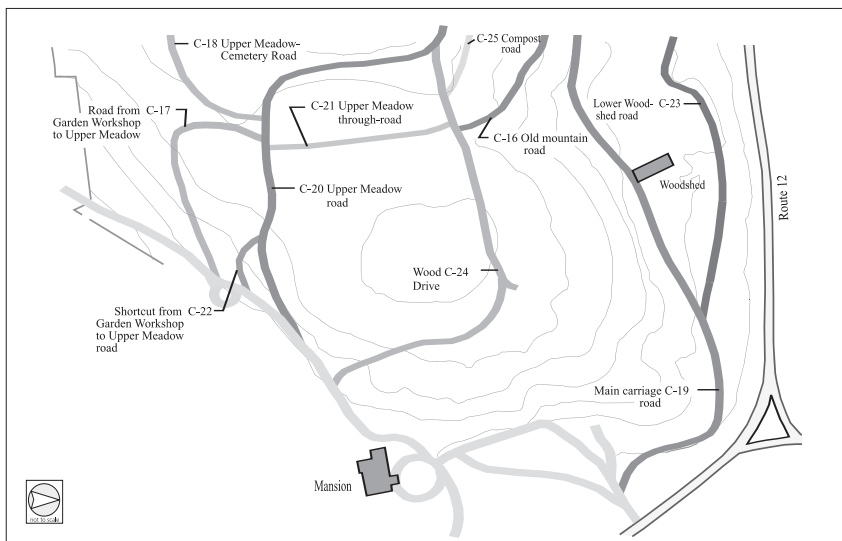 C-18 Upper Meadow-
Cemetery Road
C-25 Compost
road
Road from C-17
Garden Workshop
to Upper Meadow
C-21 Upper Meadow
through-road
C-16 Old mountain
road
Lower Wood- C-23
shed road
Woodshed
Route 12
C-20 Upper Meadow
road
Wood C-24
Drive
Shortcut from C-22
Garden Workshop
to Upper Meadow
road
Main carriage C-19
road
Mansion
not to scale